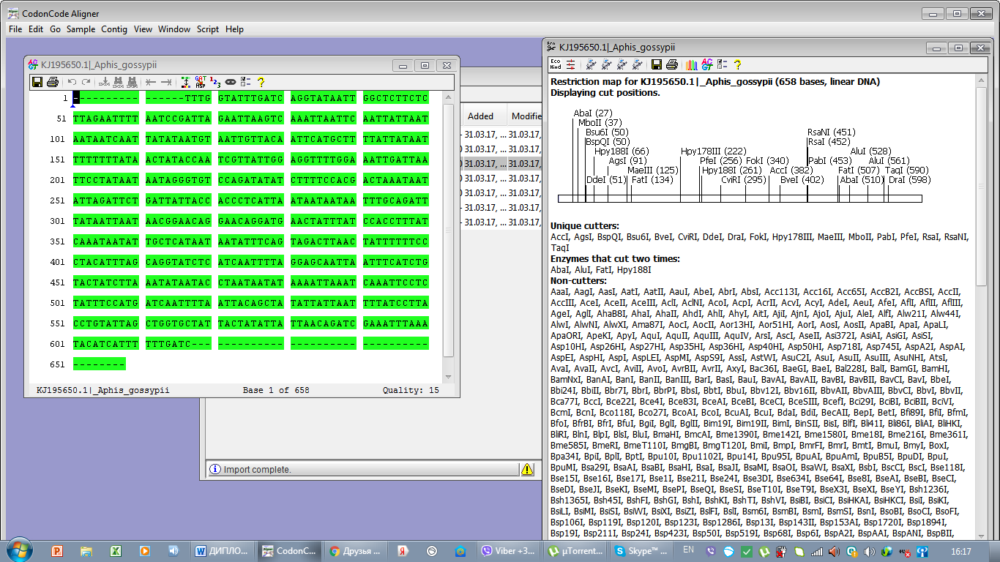 CodonCode Aligner
File Edit Go Sample Contig View Window Script Help
KJ195650.1|_Aphis_gossypii
1 ---------- -------TTTG GTATTTGATC AGGTATAATT GGCTCTTCTC
51 TTAGAATTTT AATCCGATTA GAATTAAGTC AAATTAATTC AATTATTAAT
101 AATAATCAAT TATATAATGT AATTGTTACA ATTCATGCTT TTATTATAAT
151 TTTTTTTATA ACTATACCAA TCGTTATTGG AGGTTTTGGA AATTGATTAA
201 TTCCTATAAT AATAGGGTGT CCAGATATAT CTTTTCCACG ACTAAATAAT
251 ATTAGATTCT GATTATTACC ACCCTCATTA ATAATAATAA TTTGCAGATT
301 TATAATTAAT AACGGAACAG GAACAGGATG AACTATTTAT CCACCTTTAT
351 CAAATAATAT TGCTCATAAT AATATTTCAG TAGACTTAAC TATTTTTTCC
401 CTACATTTAG CAGGTATCTC ATCAATTTTA GGAGCAATTA ATTTCATCTG
451 TACTATCTTA AATATAATAC CTAATAATAT AAAATTAAAT CAAATTCCTC
501 TATTTCCATG ATCAATTTTA ATTACAGCTA TATTATTAAT TTTATCCTTA
551 CCTGTATTAG CTGGTGCTAT TACTATATTA TTAACAGATC GAAATTTAAA
601 TACATCATTT TTTGATC--- ---------- ---------- ----------
651 --------
KJ195650.1|_Aphis_gossypii Base 1 of 658 Quality: 15
Added Modifie
31.03.17, ... 31.03.17,
31.03.17, ... 31.03.17,
31.03.17, ... 31.03.17,
31.03.17, ... 31.03.17,
31.03.17, ... 31.03.17,
31.03.17, ... 31.03.17,
31.03.17, ... 31.03.17,
Import complete.
KJ195650.1|_Aphis_gossypii
Restriction map for KJ195650.1|_Aphis_gossypii (658 bases, linear DNA)
Displaying cut positions.
AbaI (27)
MboII (37)
Bsu6I (50) RsaNI (451)
BspQI (50) RsaI (452)
Hpy188I (66) Hpy178III (222) AluI (528)
AgsI (91) PfeI (256) FokI (340) PabI (453) AluI (561)
MaeIII (125) Hpy188I (261) AccI (382) FatI (507) TaqI (590)
DdeI (51) FatI (134) CviRI (295) BveI (402) AbaI (510) DraI (598)
Unique cutters:
AccI, AgsI, BspQI, Bsu6I, BveI, CviRI, DdeI, DraI, FokI, Hpy178III, MaeIII, MboII, PabI, PfeI, RsaI, RsaNI,
TaqI
Enzymes that cut two times:
AbaI, AluI, FatI, Hpy188I
Non-cutters:
AaaI, AagI, AasI, AatI, AatII, AauI, AbeI, AbrI, AbsI, Acc113I, Acc16I, Acc65I, AccB2I, AccBSI, AccII,
AccIII, AceI, AceII, AceIII, AclI, AclNI, AcoI, AcpI, AcrII, AcvI, AcyI, AdeI, AeuI, AfeI, AflI, AflII, AflIII,
AgeI, AglI, AhaB8I, AhaI, AhaII, AhdI, AhlI, AhyI, AitI, AjiI, AjnI, AjoI, AjuI, AleI, AlfI, Alw21I, Alw44I,
AlwI, AlwNI, AlwXI, Ama87I, AocI, AocII, Aor13HI, Aor51HI, AorI, AosI, AosII, ApaBI, ApaI, ApaLI,
ApaORI, ApeKI, ApyI, AquI, AquII, AquIII, AquIV, ArsI, AscI, AseII, Asi372I, AsiAI, AsiGI, AsiSI,
Asp10HI, Asp26HI, Asp27HI, Asp35HI, Asp36HI, Asp40HI, Asp50HI, Asp718I, Asp745I, AspA2I, AspAI,
AspEI, AspHI, AspI, AspLEI, AspMI, AspS9I, AssI, AstWI, AsuC2I, AsuI, AsuII, AsuIII, AsuNHI, AtsI,
AvaI, AvaII, AvcI, AviII, AvoI, AvrBII, AvrII, AxyI, Bac36I, BaeGI, BaeI, Bal228I, BalI, BamGI, BamHI,
BamNxI, BanAI, BanI, BanII, BanIII, BarI, BasI, BauI, BavAI, BavAII, BavBI, BavBII, BavCI, BavI, BbeI,
Bbi24I, BbiII, Bbr7I, BbrI, BbrPI, BbsI, BbtI, BbuI, Bbv12I, Bbv16II, BbvAII, BbvAIII, BbvCI, BbvI, BbvII,
Bca77I, BccI, Bce22I, Bce4I, Bce83I, BceAI, BceBI, BceCI, BceSIII, BcefI, Bci29I, BciBI, BciBII, BciVI,
BcmI, BcnI, Bco118I, Bco27I, BcoAI, BcoI, BcuAI, BcuI, BdaI, BdiI, BecAII, BepI, BetI, Bfi89I, BfiI, BfmI,
BfoI, BfrBI, BfrI, BfuI, BgiI, BglI, BglII, Bim19I, Bim19II, BimI, BinSII, BisI, BlfI, Bli41I, Bli86I, BliAI, BliHKI,
BliRI, BlnI, BlpI, BlsI, BluI, BmaHI, BmcAI, Bme1390I, Bme142I, Bme1580I, Bme18I, Bme216I, Bme361I,
Bme585I, BmeRI, BmeT110I, BmgBI, BmgT120I, BmiI, BmpI, BmrFI, BmrI, BmtI, BmuI, BmyI, BoxI,
Bpa34I, BpiI, BplI, BptI, Bpu10I, Bpu1102I, Bpu14I, Bpu95I, BpuAI, BpuAmI, BpuB5I, BpuDI, BpuI,
BpuMI, Bsa29I, BsaAI, BsaBI, BsaHI, BsaI, BsaJI, BsaMI, BsaOI, BsaWI, BsaXI, BsbI, BscCI, BscI, Bse118I,
Bse15I, Bse16I, Bse17I, Bse1I, Bse21I, Bse24I, Bse3DI, Bse634I, Bse64I, Bse8I, BseAI, BseBI, BseCI,
BseDI, BseJI, BseKI, BseMI, BsePI, BseQI, BseSI, BseT10I, BseT9I, BseX3I, BseXI, BseYI, Bsh1236I,
Bsh1365I, Bsh45I, BshFI, BshGI, BshI, BshKI, BshTI, BshVI, BsiBI, BsiCI, BsiHKAI, BsiHKCI, BsiI, BsiKI,
BsiLI, BsiMI, BsiSI, BsiWI, BsiXI, BsiZI, BslFI, BslI, Bsm6I, BsmBI, BsmI, BsmSI, BsnI, BsoBI, BsoCI, BsoFI,
Bsp106I, Bsp119I, Bsp120I, Bsp123I, Bsp1286I, Bsp13I, Bsp143II, Bsp153AI, Bsp1720I, Bsp1894I,
Bsp19I, Bsp211I, Bsp24I, Bsp423I, Bsp50I, Bsp519I, Bsp68I, Bsp6I, BspA2I, BspAAI, BspANI, BspBII,
ДИПЛО... CodonC... Друзья ... Viber +3... µTorrent... Skype™ ... EN 16:17